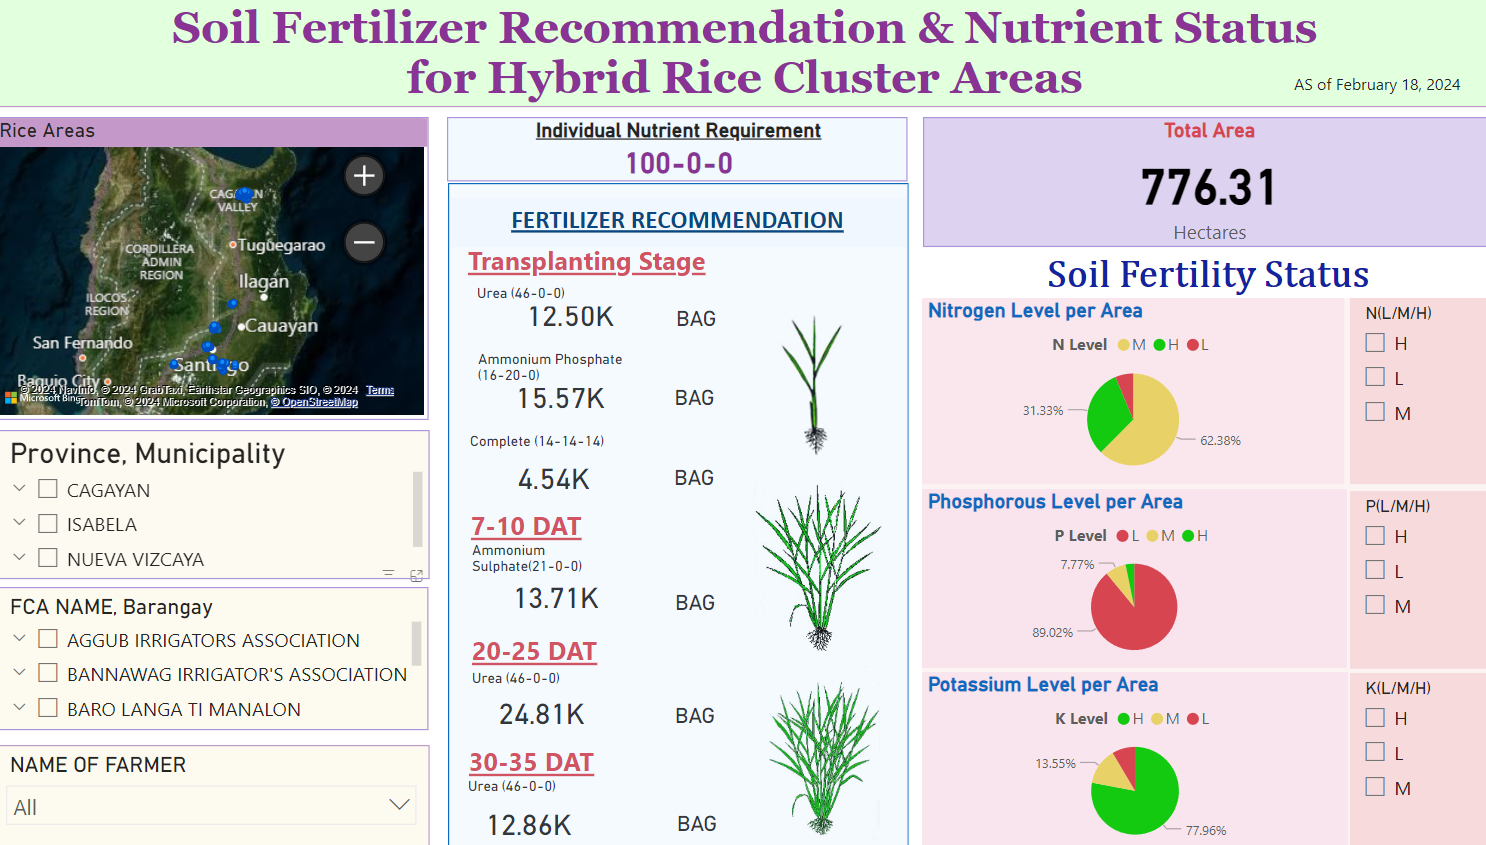 Soil Fertilizer Recommendation & Nutrient Status
for Hybrid Rice Cluster Areas
AS of February 18, 2024
Rice Areas
CAGAYAN
VALLEY
CORDILLERA
ADMIN
REGION
Tuguegarao
Ilagan
ILOCOS
REGION
Cauayan
San Fernando
Santiago
Baguio City
© 2024 NavInfo, © 2024 GrabTaxi, Earthstar Geographics SIO, © 2024 Terms
Microsoft Bing
TomTom, © 2024 Microsoft Corporation, © OpenStreetMap
Province, Municipality
CAGAYAN
ISABELA
NUEVA VIZCAYA
FCA NAME, Barangay
AGGUB IRRIGATORS ASSOCIATION
BANNAWAG IRRIGATOR'S ASSOCIATION
BARO LANGA TI MANALON
NAME OF FARMER
All
Individual Nutrient Requirement
100-0-0
FERTILIZER RECOMMENDATION
Transplanting Stage
Urea (46-0-0)
12.50K BAG
Ammonium Phosphate
(16-20-0)
15.57K BAG
Complete (14-14-14)
4.54K BAG
7-10 DAT
Ammonium
Sulphate(21-0-0)
13.71K BAG
20-25 DAT
Urea (46-0-0)
24.81K BAG
30-35 DAT
Urea (46-0-0)
12.86K BAG
Total Area
776.31
Hectares
Soil Fertility Status
Nitrogen Level per Area
N Level M H L
31.33%
62.38%
N(L/M/H)
H
L
M
Phosphorous Level per Area
P Level L M H
7.77%
89.02%
P(L/M/H)
H
L
M
Potassium Level per Area
K Level H M L
13.55%
77.96%
K(L/M/H)
H
L
M